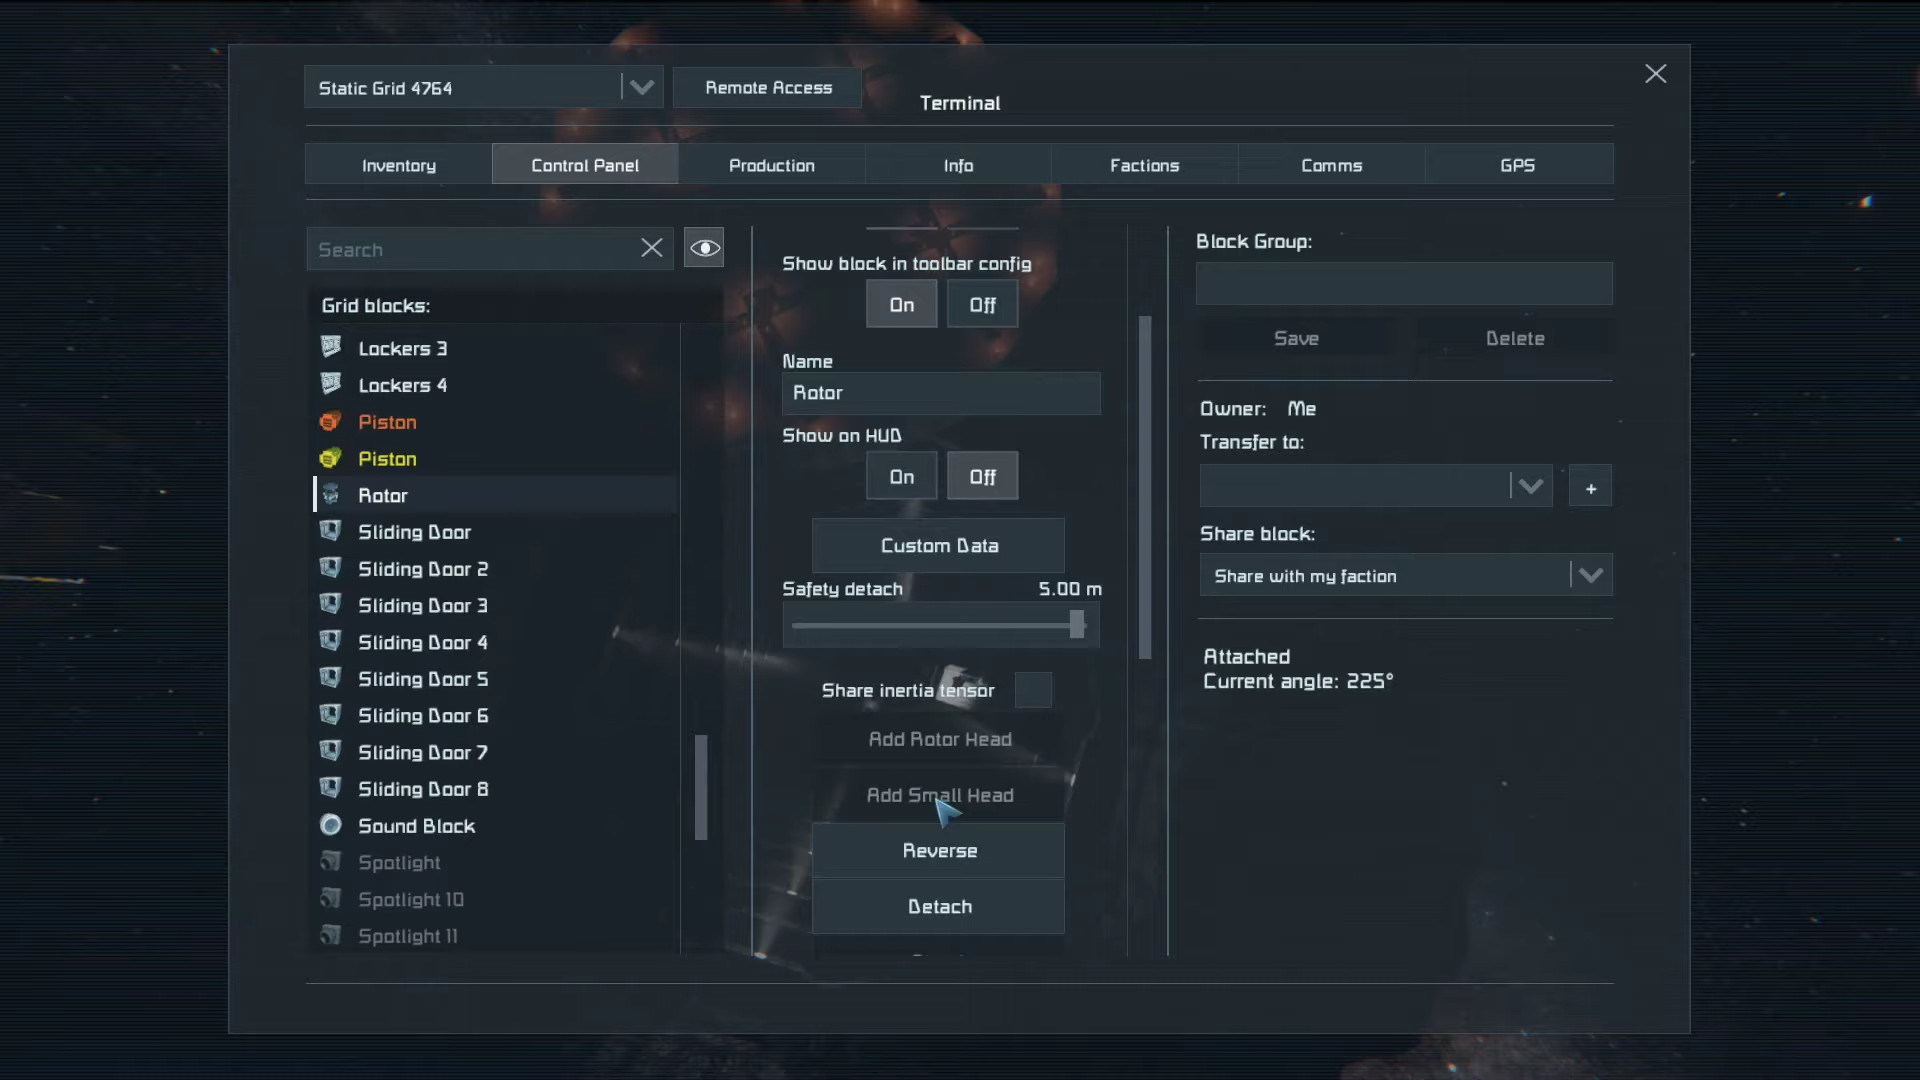 Static Grid 4764
Remote Access
Terminal
Inventory
Control Panel
Production
Info
Factions
Comms
GPS
Search
Grid blocks:
Lockers 3
Lockers 4
Piston
Piston
Rotor
Sliding Door
Sliding Door 2
Sliding Door 3
Sliding Door 4
Sliding Door 5
Sliding Door 6
Sliding Door 7
Sliding Door 8
Sound Block
Spotlight
Spotlight 10
Spotlight 11
Show block in toolbar config
On
Off
Name
Rotor
Show on HUD
On
Off
Custom Data
Safety detach 5.00 m
Share inertia tensor
Add Rotor Head
Add Small Head
Reverse
Detach
Block Group:
Save
Delete
Owner: Me
Transfer to:
+
Share block:
Share with my faction
Attached
Current angle: 225°